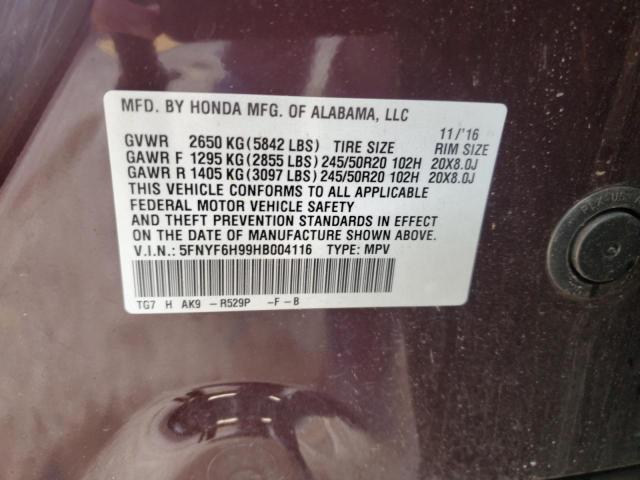 MFD. BY HONDA MFG. OF ALABAMA, LLC
11/'16
GVWR 2650 KG (5842 LBS) TIRE SIZE RIM SIZE
GAWR F 1295 KG (2855 LBS) 245/50R20 102H 20X8.0J
GAWR R 1405 KG (3097 LBS) 245/50R20 102H 20X8.0J
THIS VEHICLE CONFORMS TO ALL APPLICABLE
FEDERAL MOTOR VEHICLE SAFETY
AND THEFT PREVENTION STANDARDS IN EFFECT
ON THE DATE OF MANUFACTURE SHOWN ABOVE.
V.I.N.: 5FNYF6H99HB004116 TYPE: MPV
TG7 H AK9 -R529P -F-B